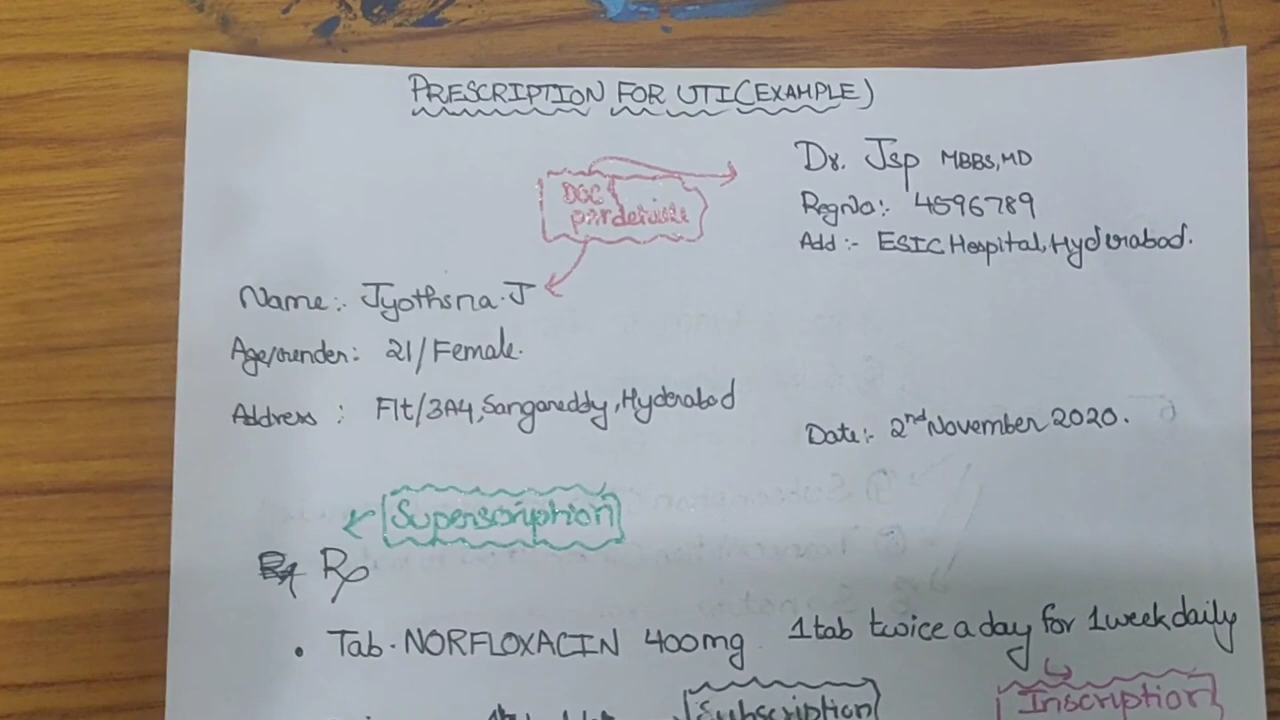 PRESCRIPTION FOR UTI (EXAMPLE)
Dr. Jsp MBBS, MD
Reg No:- 4596789
Add :- ESIC Hospital, Hyderabad.
DOC
Name:- Jyothsna. J
Age/Gender: 21/Female.
Address : Flt/3A4, Sangareddy, Hyderabad
Date:- 2nd November 2020.
Superscription
Rx
• Tab. NORFLOXACIN 400mg 1 tab twice a day for 1 week daily
Subscription
Inscription